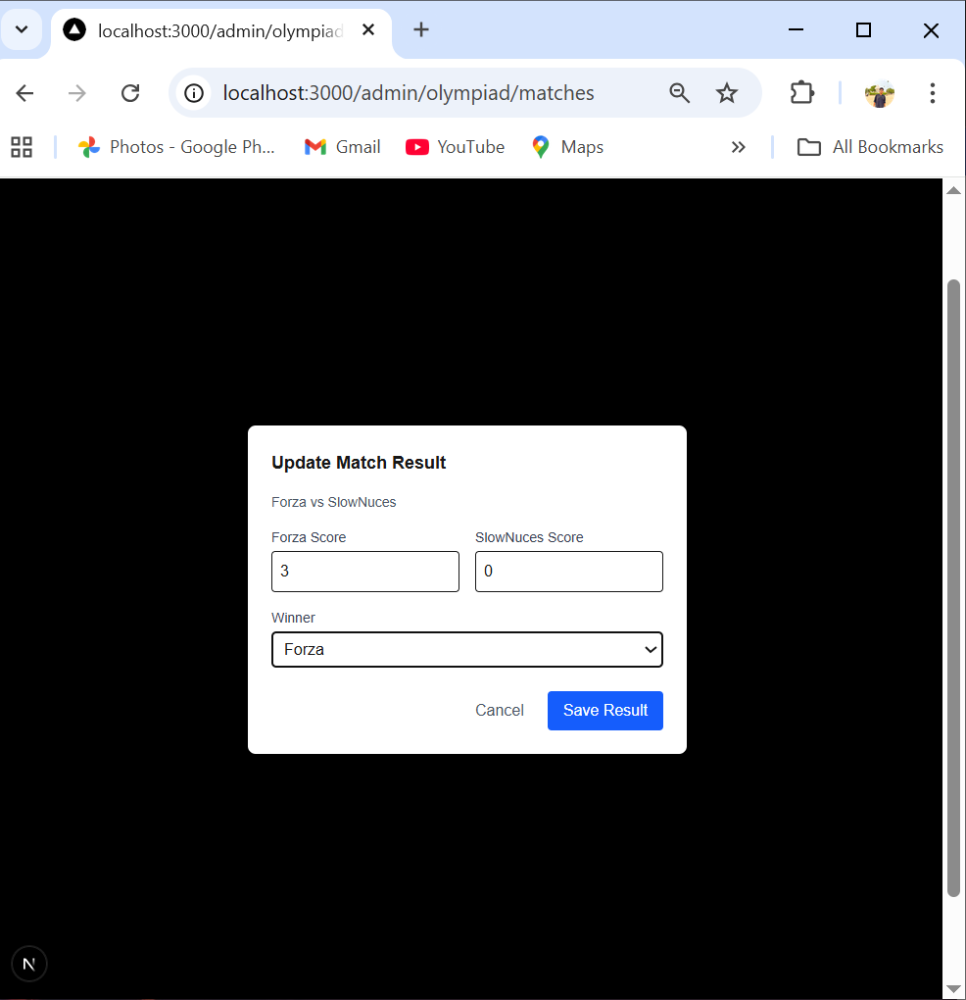 localhost:3000/admin/olympiad
localhost:3000/admin/olympiad/matches
Photos - Google Ph... Gmail YouTube Maps All Bookmarks
Update Match Result
Forza vs SlowNuces
Forza Score SlowNuces Score
3 0
Winner
Forza
Cancel Save Result
N